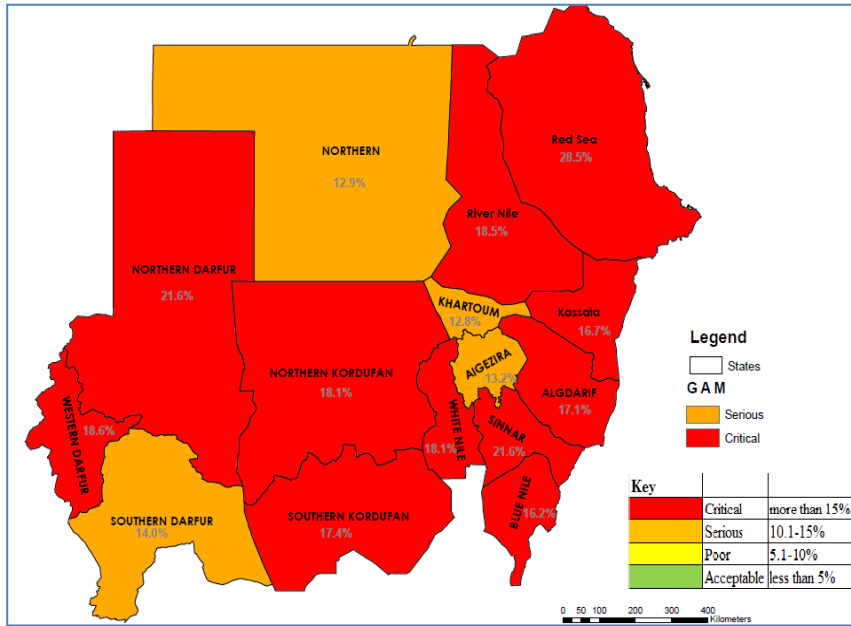 Red Sea
28.5%
NORTHERN
12.9%
River Nile
18.5%
NORTHERN DARFUR
21.6%
KHARTOUM
12.8%
Kassala
16.7%
AlGEZIRA
13.2%
NORTHERN KORDUFAN
18.1%
ALGDARIF
17.1%
WHITE NILE
18.1%
SINNAR
21.6%
WESTERN DARFUR
18.6%
SOUTHERN DARFUR
14.0%
SOUTHERN KORDUFAN
17.4%
BLUE NILE
16.2%
Legend
States
G A M
Serious
Critical
Key
Critical more than 15%
Serious 10.1-15%
Poor 5.1-10%
Acceptable less than 5%
0 50 100 200 300 400
Kilometers